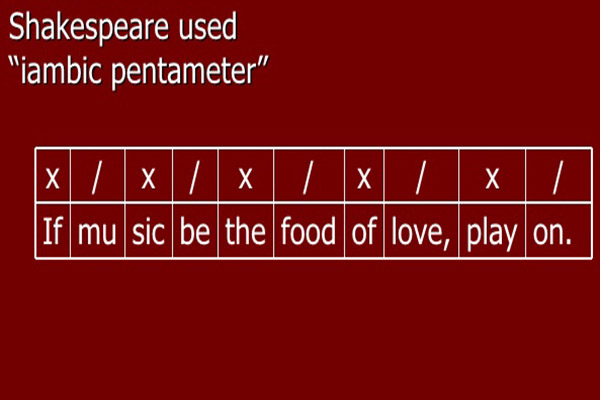 Shakespeare used
“iambic pentameter”
x / x / x / x / x /
If mu sic be the food of love, play on.